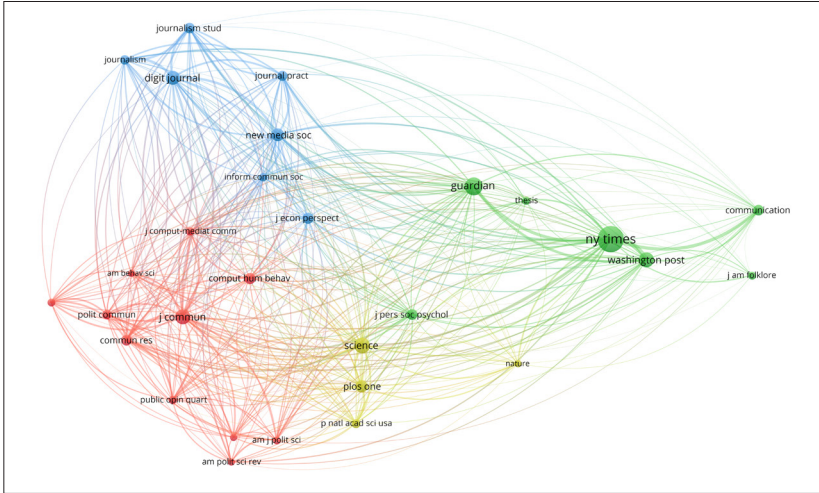 journalism stud
journalism
digit journal
journal pract
new media soc
inform commun soc
guardian
thesis
communication
j econ perspect
j comput-mediat comm
ny times
washington post
am behav sci
comput hum behav
j am folklore
polit commun
j commun
j pers soc psychol
commun res
science
nature
plos one
public opin quart
p natl acad sci usa
am j polit sci
am polit sci rev